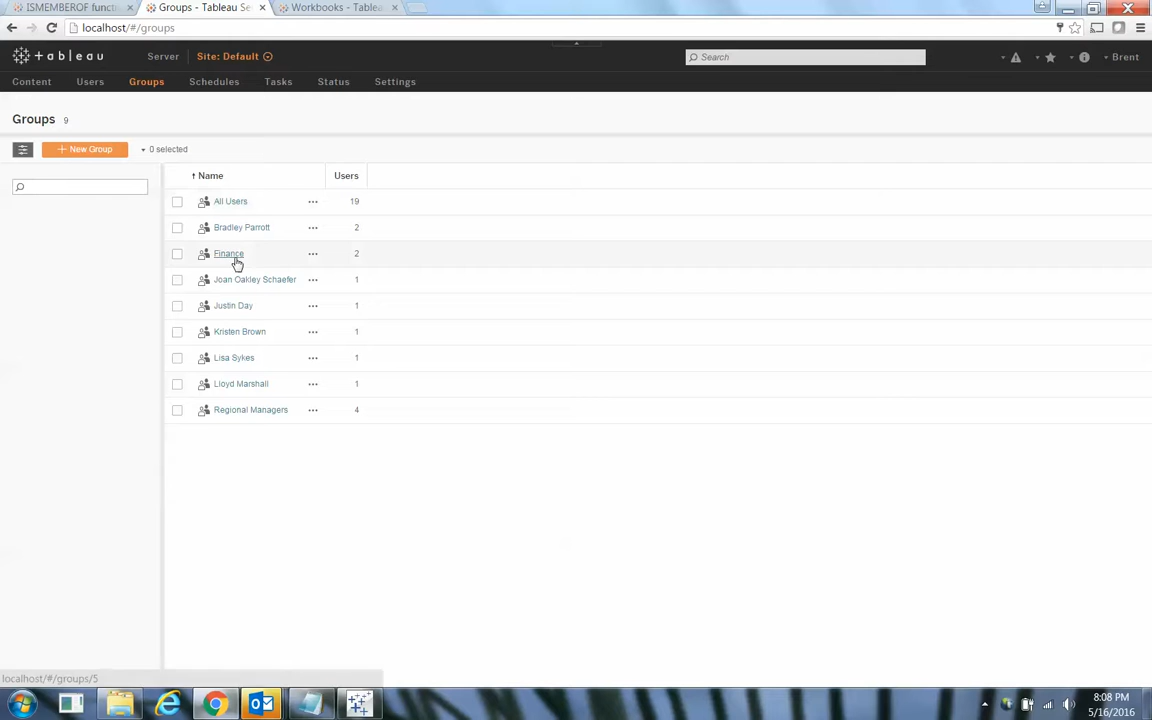 ISMEMBEROF functi
Groups - Tableau Se
Workbooks - Tablea
localhost/#/groups
+ableau
Server
Site: Default
Search
Brent
Content
Users
Groups
Schedules
Tasks
Status
Settings
Groups 9
+ New Group
0 selected
↑ Name
Users
All Users ••• 19
Bradley Parrott ••• 2
Finance ••• 2
Joan Oakley Schaefer ••• 1
Justin Day ••• 1
Kristen Brown ••• 1
Lisa Sykes ••• 1
Lloyd Marshall ••• 1
Regional Managers ••• 4
localhost/#/groups/5
8:08 PM
5/16/2016